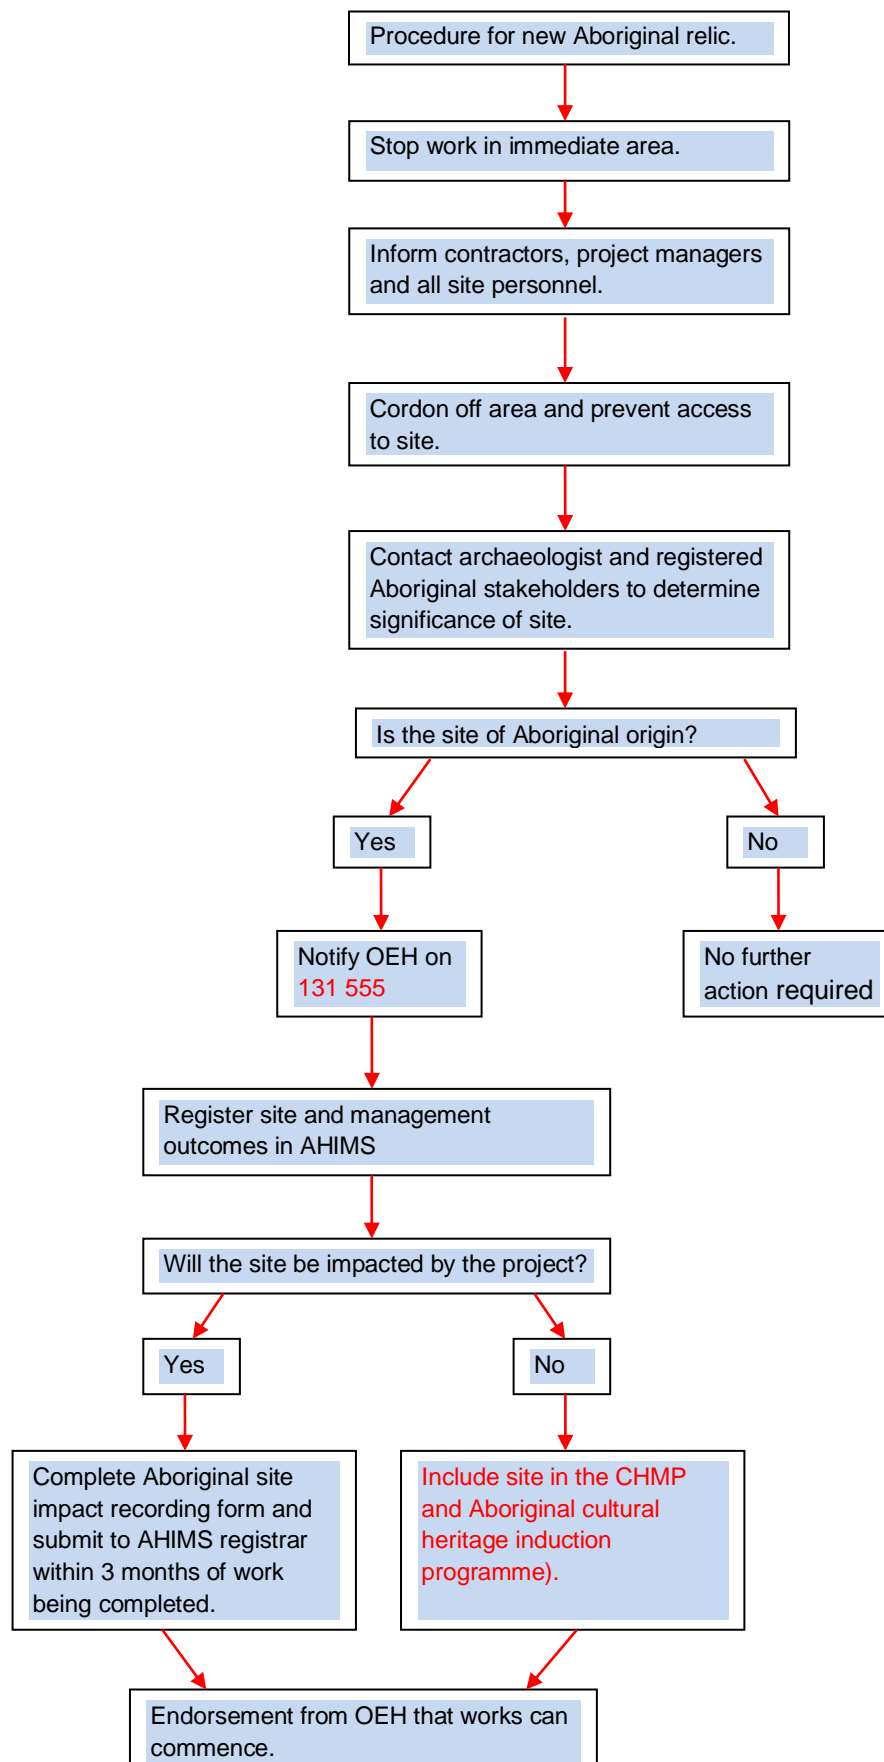 Procedure for new Aboriginal relic.
Stop work in immediate area.
Inform contractors, project managers
and all site personnel.
Cordon off area and prevent access
to site.
Contact archaeologist and registered
Aboriginal stakeholders to determine
significance of site.
Is the site of Aboriginal origin?
Yes
No
Notify OEH on
131 555
No further
action required
Register site and management
outcomes in AHIMS
Will the site be impacted by the project?
Yes
No
Complete Aboriginal site
impact recording form and
submit to AHIMS registrar
within 3 months of work
being completed.
Include site in the CHMP
and Aboriginal cultural
heritage induction
programme).
Endorsement from OEH that works can
commence.